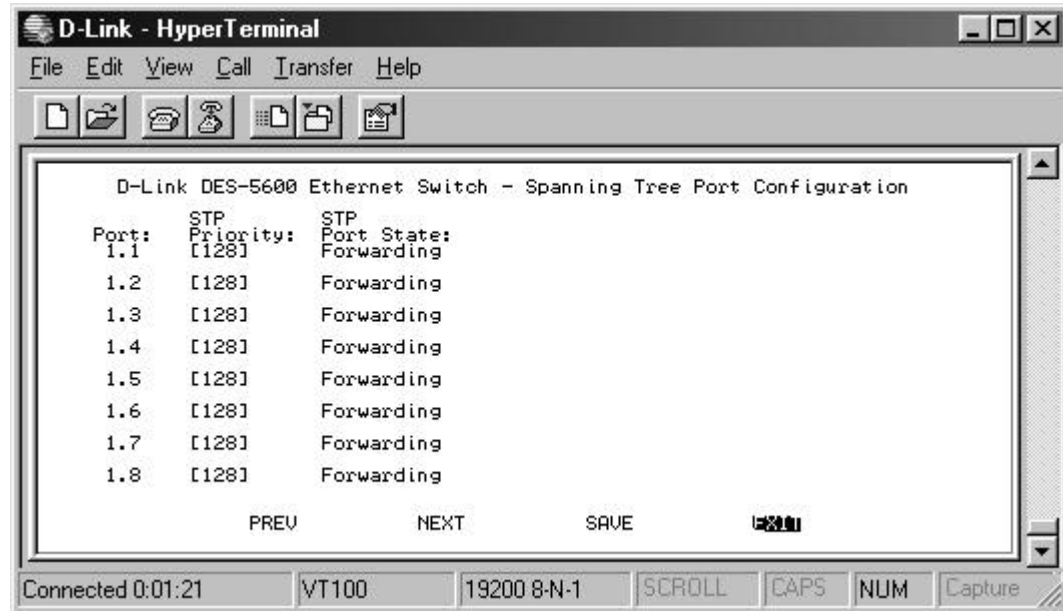 D-Link - HyperTerminal
File Edit View Call Transfer Help
D-Link DES-5600 Ethernet Switch - Spanning Tree Port Configuration
STP STP
Port: Priority: Port State:
1.1 [128] Forwarding
1.2 [128] Forwarding
1.3 [128] Forwarding
1.4 [128] Forwarding
1.5 [128] Forwarding
1.6 [128] Forwarding
1.7 [128] Forwarding
1.8 [128] Forwarding
PREV NEXT SAVE EXIT
Connected 0:01:21 VT100 19200 8-N-1 SCROLL CAPS NUM Capture